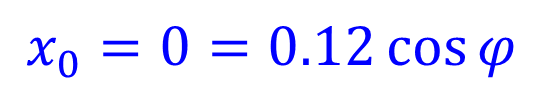 x₀ = 0 = 0.12 cos φ